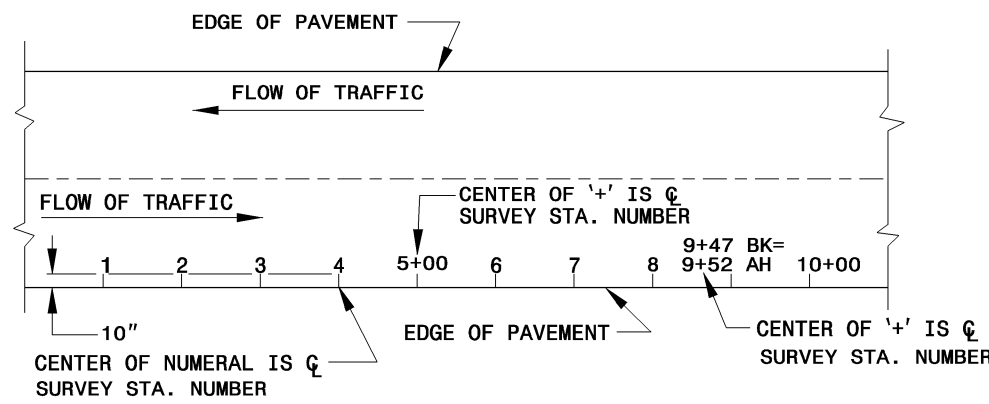 EDGE OF PAVEMENT
FLOW OF TRAFFIC
FLOW OF TRAFFIC
CENTER OF '+' IS ℄
SURVEY STA. NUMBER
1 2 3 4 5+00 6 7 8 9+47 BK=
9+52 AH 10+00
10"
EDGE OF PAVEMENT
CENTER OF '+' IS ℄
SURVEY STA. NUMBER
CENTER OF NUMERAL IS ℄
SURVEY STA. NUMBER